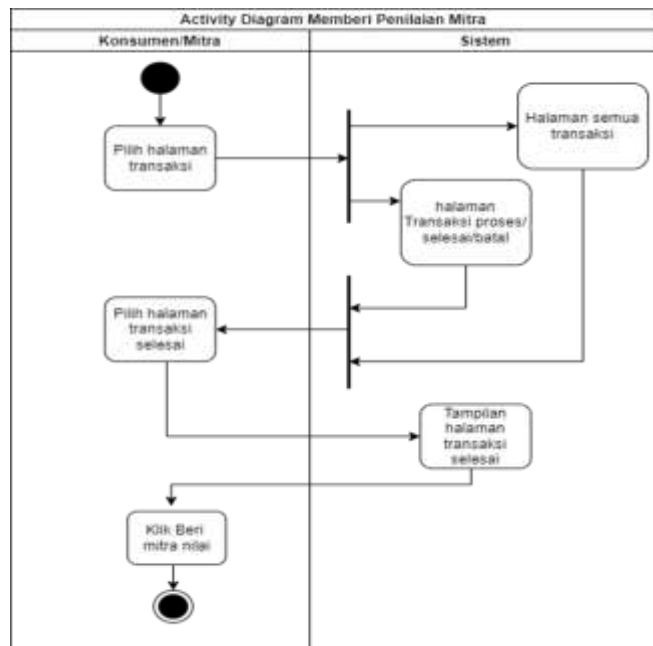 Activity Diagram Memberi Penilaian Mitra
Konsumen/Mitra
Sistem
Pilih halaman
transaksi
Halaman semua
transaksi
halaman
Transaksi proses/
selesai/batal
Pilih halaman
transaksi
selesai
Tampilan
halaman
transaksi
selesai
Klik Beri
mitra nilai